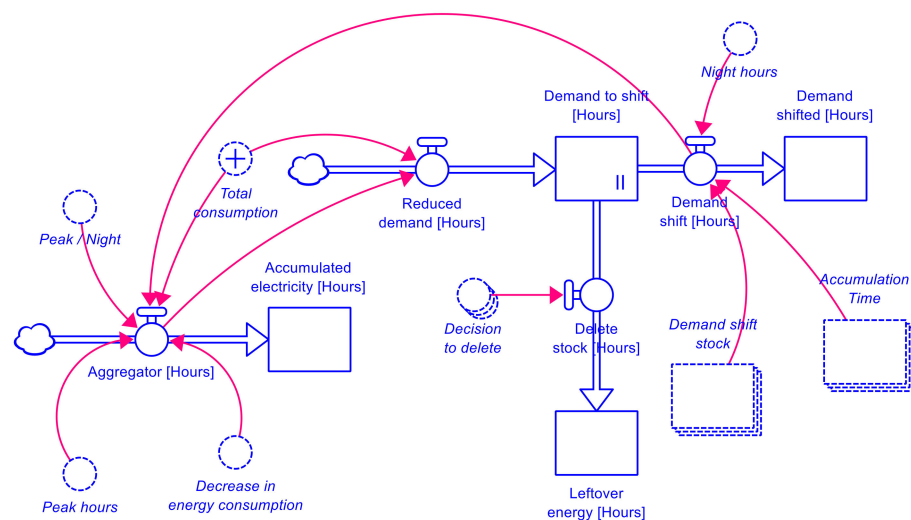 Night hours
Demand to shift
[Hours]
Demand
shifted [Hours]
Total
consumption
Reduced
demand [Hours]
Demand
shift [Hours]
Peak / Night
Accumulated
electricity [Hours]
Accumulation
Time
Decision
to delete
Delete
stock [Hours]
Demand shift
stock
Aggregator [Hours]
Peak hours
Decrease in
energy consumption
Leftover
energy [Hours]